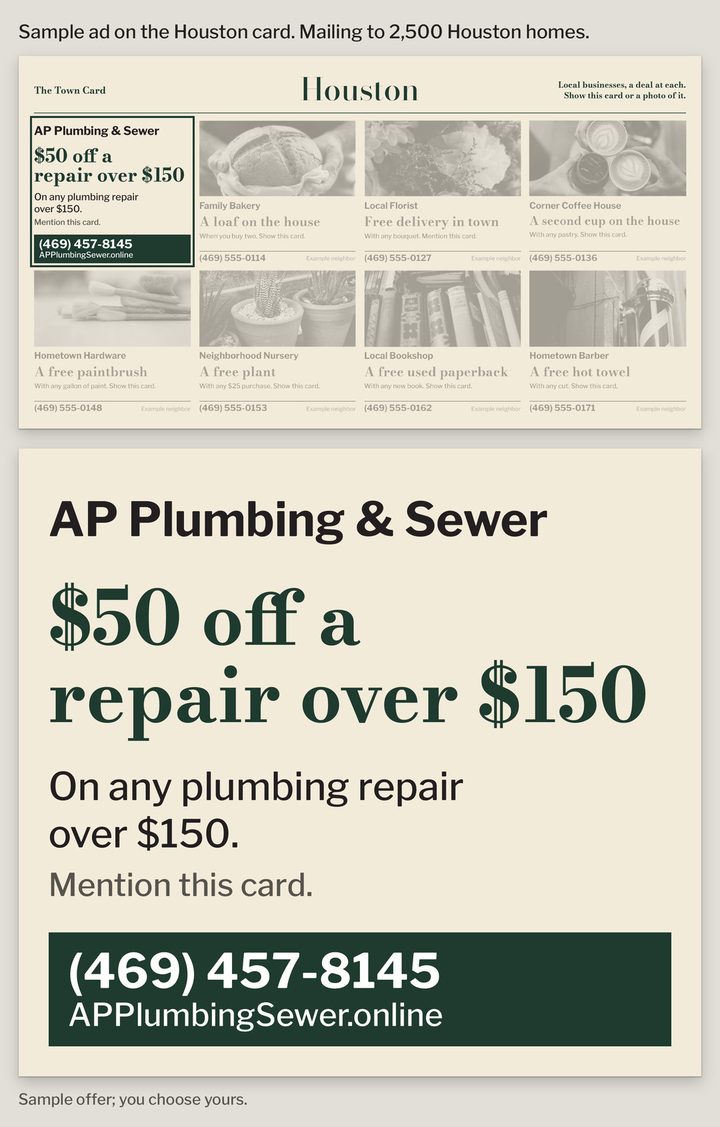 Sample ad on the Houston card. Mailing to 2,500 Houston homes.
The Town Card
Houston
Local businesses, a deal at each.
Show this card or a photo of it.
AP Plumbing & Sewer
$50 off a
repair over $150
On any plumbing repair
over $150.
Mention this card.
(469) 457-8145
APPlumbingSewer.online
Family Bakery
A loaf on the house
When you buy two. Show this card.
(469) 555-0114
Example neighbor
Local Florist
Free delivery in town
With any bouquet. Mention this card.
(469) 555-0127
Example neighbor
Corner Coffee House
A second cup on the house
With any pastry. Show this card.
(469) 555-0136
Example neighbor
Hometown Hardware
A free paintbrush
With any gallon of paint. Show this card.
(469) 555-0148
Example neighbor
Neighborhood Nursery
A free plant
With any $25 purchase. Show this card.
(469) 555-0153
Example neighbor
Local Bookshop
A free used paperback
With any new book. Show this card.
(469) 555-0162
Example neighbor
Hometown Barber
A free hot towel
With any cut. Show this card.
(469) 555-0171
Example neighbor
AP Plumbing & Sewer
$50 off a
repair over $150
On any plumbing repair
over $150.
Mention this card.
(469) 457-8145
APPlumbingSewer.online
Sample offer; you choose yours.